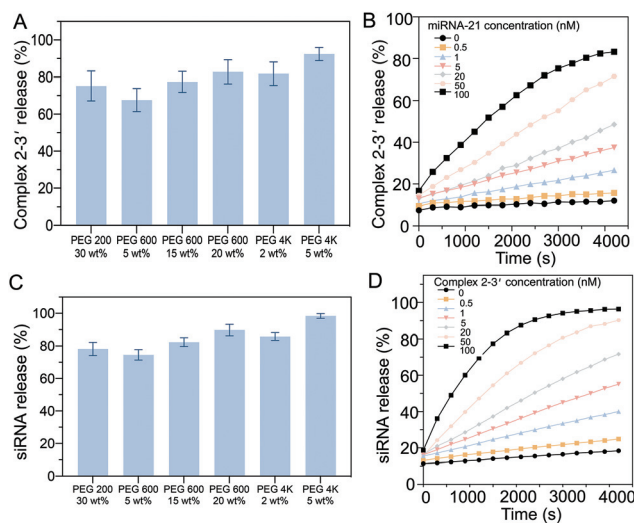 A
Complex 2-3′ release (%)
100
80
60
40
20
0
PEG 200 PEG 600 PEG 600 PEG 600 PEG 4K PEG 4K
30 wt% 5 wt% 15 wt% 20 wt% 2 wt% 5 wt%
B
Complex 2-3′ release (%)
miRNA-21 concentration (nM)
0
0.5
1
5
20
50
100
100
80
60
40
20
0
0 1000 2000 3000 4000
Time (s)
C
siRNA release (%)
100
80
60
40
20
0
PEG 200 PEG 600 PEG 600 PEG 600 PEG 4K PEG 4K
30 wt% 5 wt% 15 wt% 20 wt% 2 wt% 5 wt%
D
siRNA release (%)
Complex 2-3′ concentration (nM)
0
0.5
1
5
20
50
100
100
80
60
40
20
0
0 1000 2000 3000 4000
Time (s)